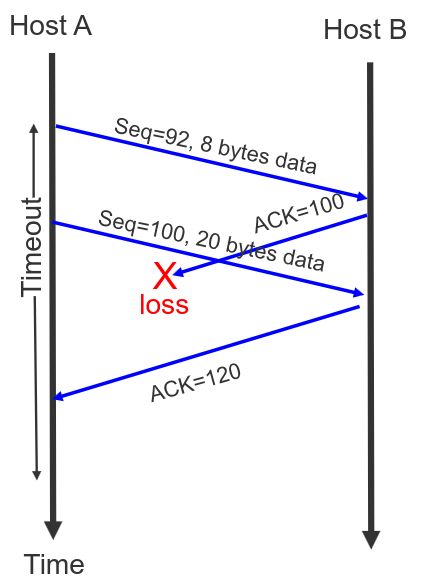 Host A
Host B
Seq=92, 8 bytes data
ACK=100
Seq=100, 20 bytes data
Timeout
X
loss
ACK=120
Time